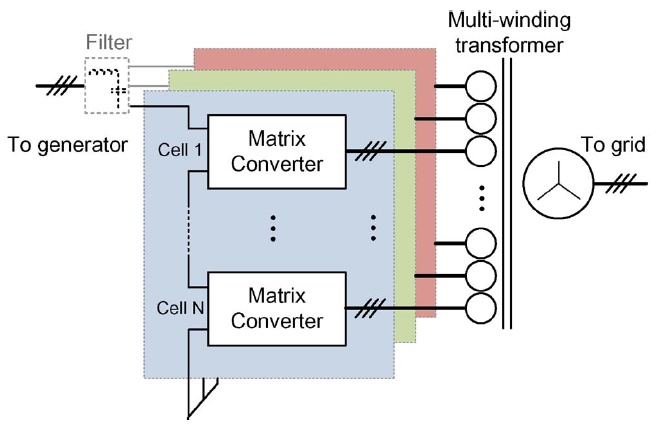 Multi-winding
transformer
Filter
To generator
To grid
Cell 1
Matrix
Converter
Cell N
Matrix
Converter